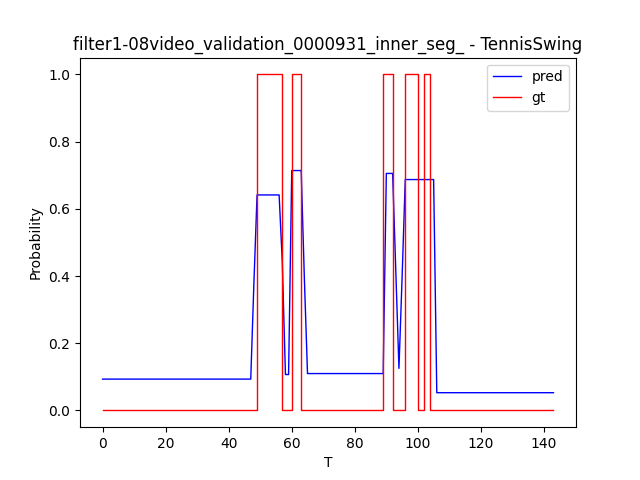 filter1-08video_validation_0000931_inner_seg_ - TennisSwing
pred
gt
1.0
0.8
0.6
0.4
0.2
0.0
Probability
0 20 40 60 80 100 120 140
T